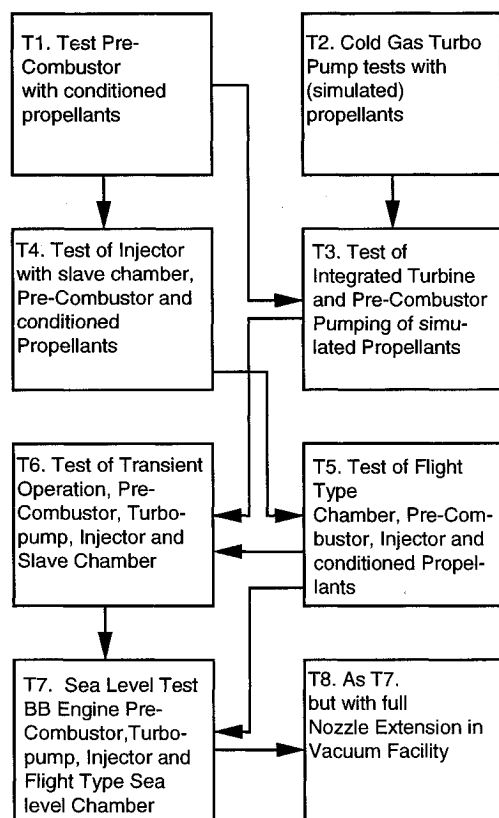 T1. Test Pre-
Combustor
with conditioned
propellants
T2. Cold Gas Turbo
Pump tests with
(simulated)
propellants
T4. Test of Injector
with slave chamber,
Pre-Combustor and
conditioned
Propellants
T3. Test of
Integrated Turbine
and Pre-Combustor
Pumping of simu-
lated Propellants
T6. Test of Transient
Operation, Pre-
Combustor, Turbo-
pump, Injector and
Slave Chamber
T5. Test of Flight
Type
Chamber, Pre-Com-
bustor, Injector and
conditioned Propel-
lants
T7. Sea Level Test
BB Engine Pre-
Combustor,Turbo-
pump, Injector and
Flight Type Sea
level Chamber
T8. As T7.
but with full
Nozzle Extension in
Vacuum Facility